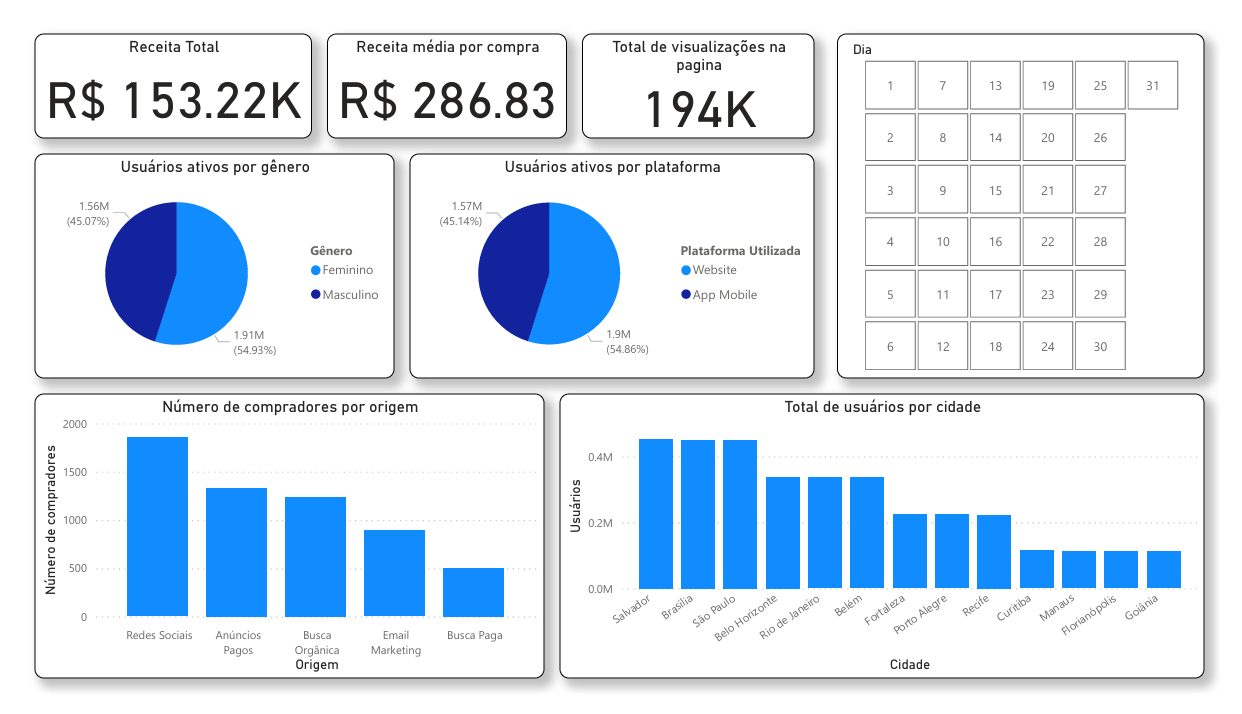 Receita Total
R$ 153.22K
Receita média por compra
R$ 286.83
Total de visualizações na
pagina
194K
Dia
1 7 13 19 25 31
2 8 14 20 26
3 9 15 21 27
4 10 16 22 28
5 11 17 23 29
6 12 18 24 30
Usuários ativos por gênero
1.56M
(45.07%)
1.91M
(54.93%)
Gênero
Feminino
Masculino
Usuários ativos por plataforma
1.57M
(45.14%)
1.9M
(54.86%)
Plataforma Utilizada
Website
App Mobile
Número de compradores por origem
Número de compradores
2000
1500
1000
500
0
Redes Sociais
Anúncios
Pagos
Busca
Orgânica
Email
Marketing
Busca Paga
Origem
Total de usuários por cidade
Usuários
0.4M
0.2M
0.0M
Salvador
Brasília
São Paulo
Belo Horizonte
Rio de Janeiro
Belém
Fortaleza
Porto Alegre
Recife
Curitiba
Manaus
Florianópolis
Goiânia
Cidade